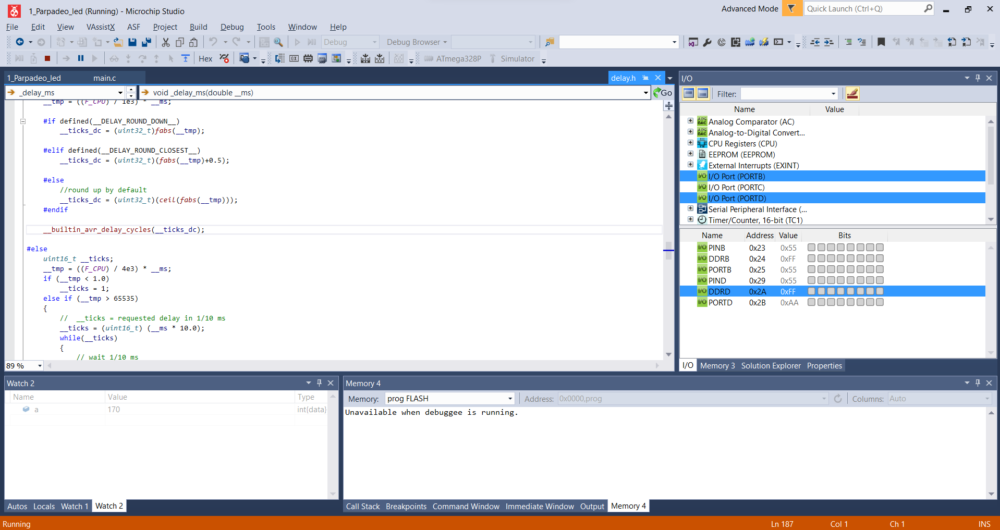 1_Parpadeo_led (Running) - Microchip Studio
Advanced Mode
Quick Launch (Ctrl+Q)
File Edit View VAssistX ASF Project Build Debug Tools Window Help
Debug Debug Browser
Hex ATmega328P Simulator
1_Parpadeo_led main.c delay.h
_delay_ms void _delay_ms(double __ms) Go
__tmp = ((F_CPU) / 1e3) * __ms;
#if defined(__DELAY_ROUND_DOWN__)
__ticks_dc = (uint32_t)fabs(__tmp);
#elif defined(__DELAY_ROUND_CLOSEST__)
__ticks_dc = (uint32_t)(fabs(__tmp)+0.5);
#else
//round up by default
__ticks_dc = (uint32_t)(ceil(fabs(__tmp)));
#endif
__builtin_avr_delay_cycles(__ticks_dc);
#else
uint16_t __ticks;
__tmp = ((F_CPU) / 4e3) * __ms;
if (__tmp < 1.0)
__ticks = 1;
else if (__tmp > 65535)
{
// __ticks = requested delay in 1/10 ms
__ticks = (uint16_t) (__ms * 10.0);
while(__ticks)
{
// wait 1/10 ms
89 %
I/O
Filter:
Name Value
Analog Comparator (AC)
Analog-to-Digital Convert...
CPU Registers (CPU)
EEPROM (EEPROM)
External Interrupts (EXINT)
I/O Port (PORTB)
I/O Port (PORTC)
I/O Port (PORTD)
Serial Peripheral Interface (...
Timer/Counter, 16-bit (TC1)
Name Address Value Bits
PINB 0x23 0x55
DDRB 0x24 0xFF
PORTB 0x25 0x55
PIND 0x29 0x55
DDRD 0x2A 0xFF
PORTD 0x2B 0xAA
I/O Memory 3 Solution Explorer Properties
Watch 2
Name Value Type
a 170 int{data}
Autos Locals Watch 1 Watch 2
Memory 4
Memory: prog FLASH Address: 0x0000,prog Columns: Auto
Unavailable when debuggee is running.
Call Stack Breakpoints Command Window Immediate Window Output Memory 4
Running Ln 187 Col 1 Ch 1 INS